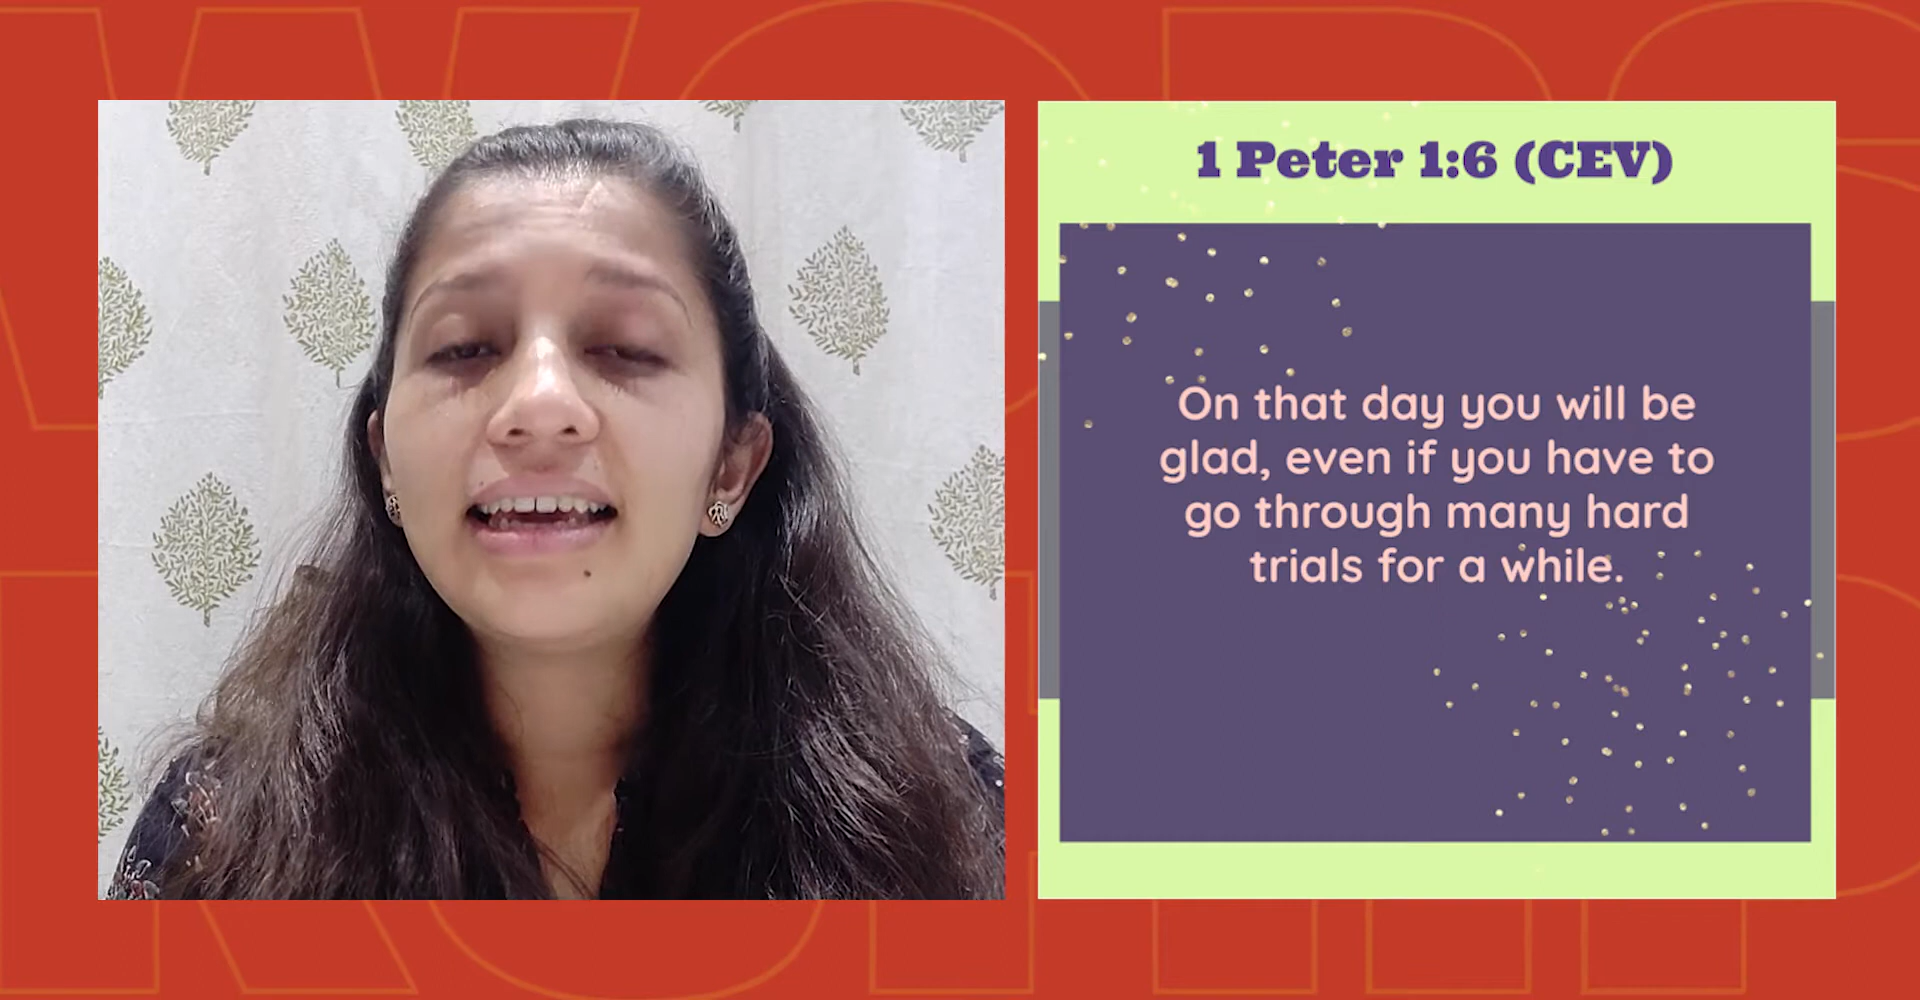 1 Peter 1:6 (CEV)
On that day you will be
glad, even if you have to
go through many hard
trials for a while.